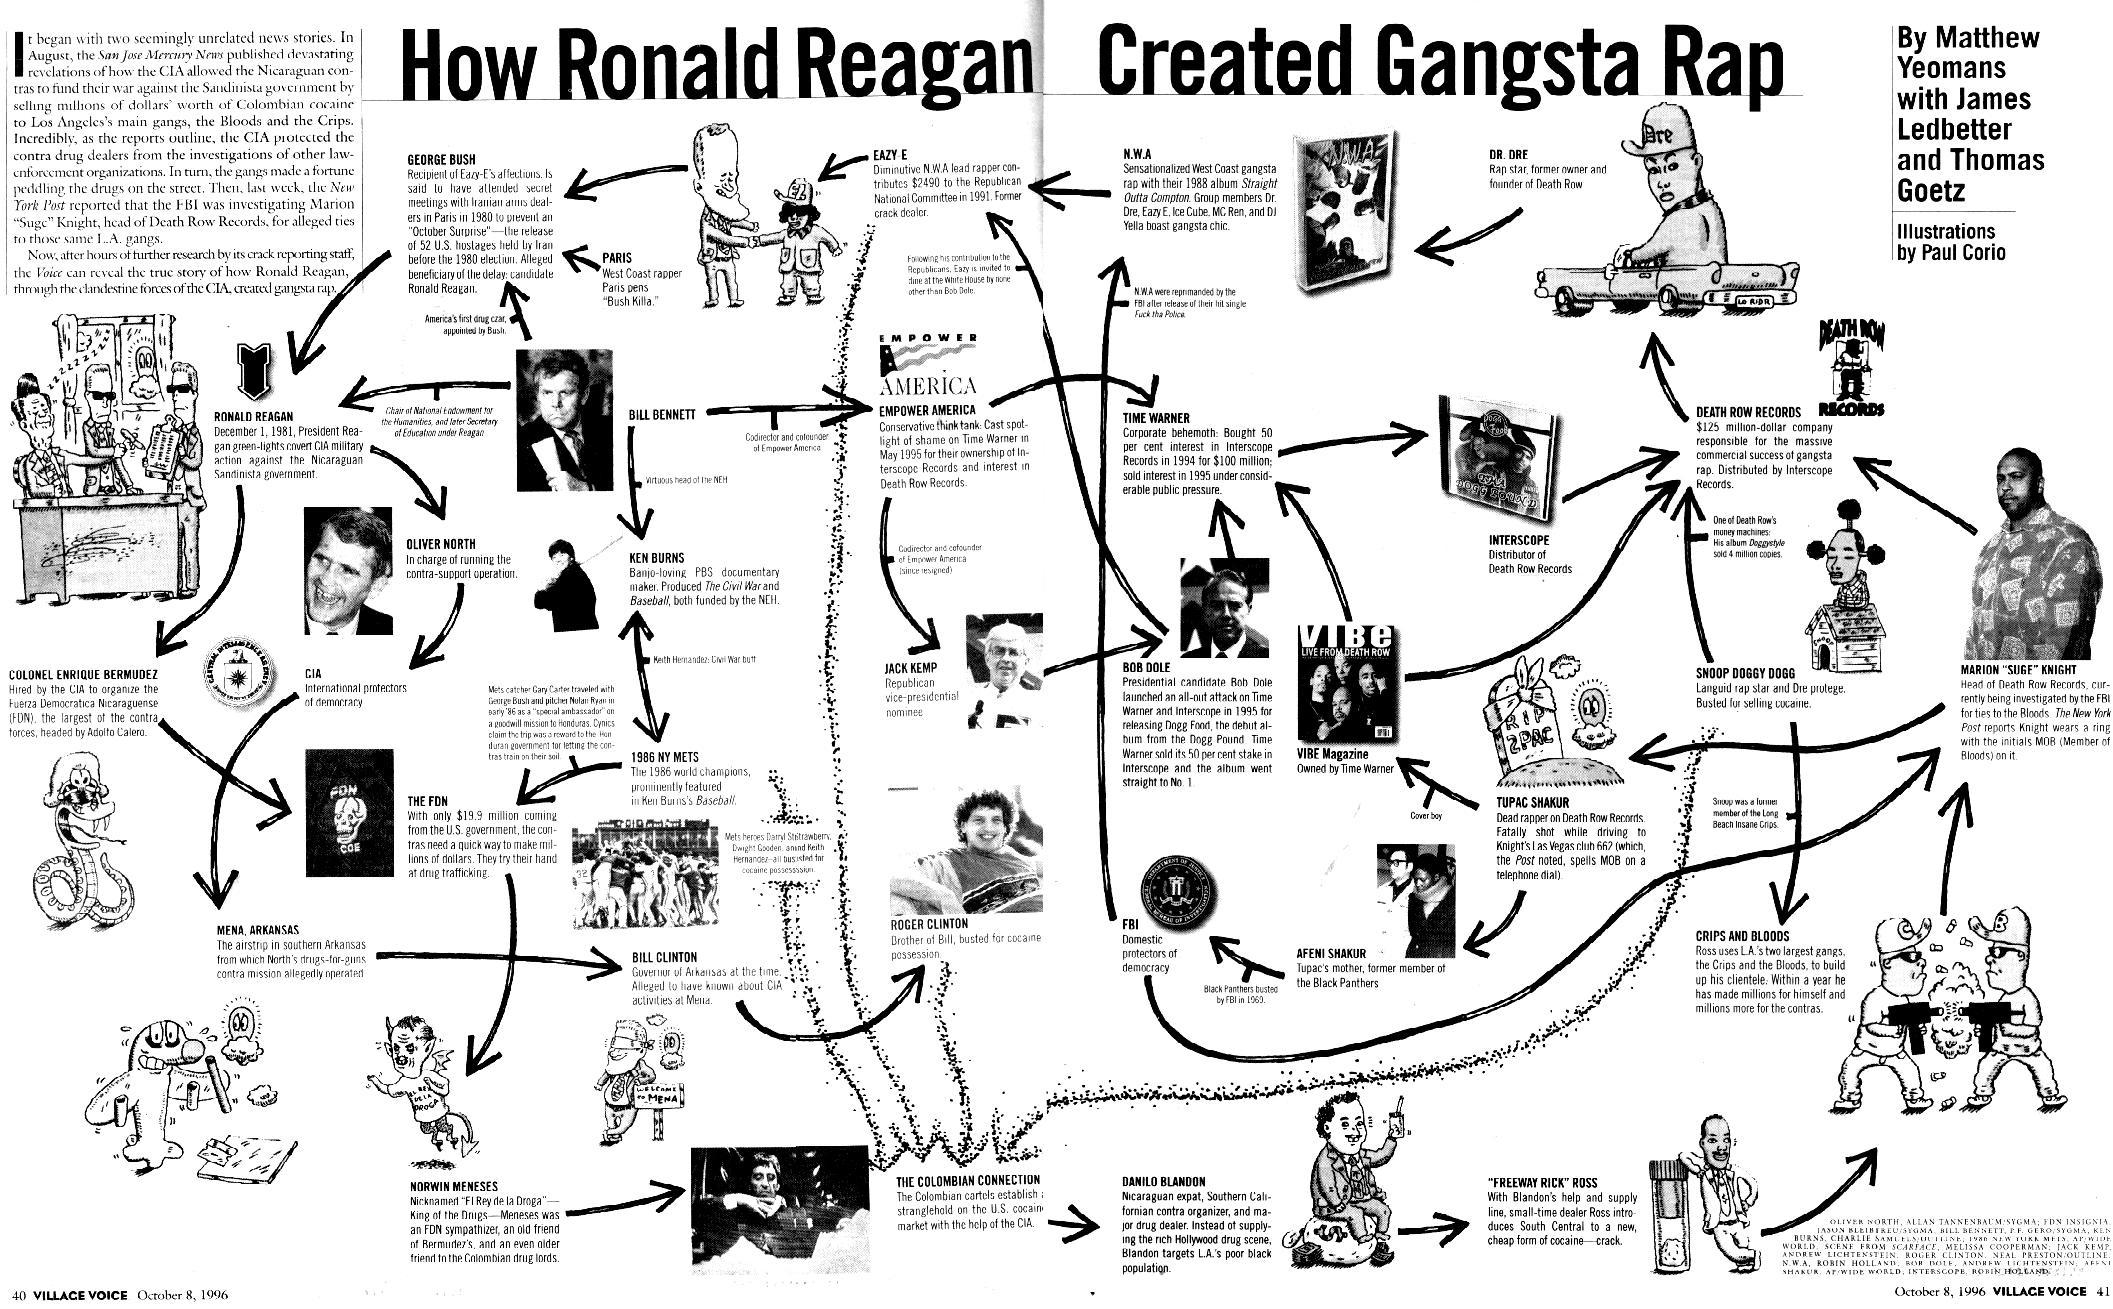 How Ronald Reagan Created Gangsta Rap
By Matthew
Yeomans
with James
Ledbetter
and Thomas
Goetz
Illustrations
by Paul Corio
It began with two seemingly unrelated news stories. In
August, the San Jose Mercury News published devastating
revelations of how the CIA allowed the Nicaraguan con-
tras to fund their war against the Sandinista government by
selling millions of dollars' worth of Colombian cocaine
to Los Angeles's main gangs, the Bloods and the Crips.
Incredibly, as the reports outline, the CIA protected the
contra drug dealers from the investigations of other law-
enforcement organizations. In turn, the gangs made a fortune
peddling the drugs on the street. Then, last week, the New
York Post reported that the FBI was investigating Marion
"Suge" Knight, head of Death Row Records, for alleged ties
to those same L.A. gangs.
Now, after hours of further research by its crack reporting staff,
the Voice can reveal the true story of how Ronald Reagan,
through the clandestine forces of the CIA, created gangsta rap.
GEORGE BUSH
Recipient of Eazy-E's affections. Is
said to have attended secret
meetings with Iranian arms deal-
ers in Paris in 1980 to prevent an
"October Surprise"—the release
of 52 U.S. hostages held by Iran
before the 1980 election. Alleged
beneficiary of the delay: candidate
Ronald Reagan.
PARIS
West Coast rapper
Paris pens
"Bush Killa."
America's first drug czar,
appointed by Bush.
EAZY-E
Diminutive N.W.A lead rapper con-
tributes $2490 to the Republican
National Committee in 1991. Former
crack dealer.
Following his contribution to the
Republicans, Eazy is invited to
dine at the White House by none
other than Bob Dole.
N.W.A
Sensationalized West Coast gangsta
rap with their 1988 album Straight
Outta Compton. Group members Dr.
Dre, Eazy E, Ice Cube, MC Ren, and DJ
Yella boast gangsta chic.
N.W.A were reprimanded by the
FBI after release of their hit single
Fuck tha Police.
N.W.A
DR. DRE
Rap star, former owner and
founder of Death Row
Dre
LO RIDR
RONALD REAGAN
December 1, 1981, President Rea-
gan green-lights covert CIA military
action against the Nicaraguan
Sandinista government.
Chair of National Endowment for
the Humanities, and later Secretary
of Education under Reagan
BILL BENNETT
Codirector and cofounder
of Empower America
Virtuous head of the NEH
EMPOWER
AMERICA
EMPOWER AMERICA
Conservative think tank: Cast spot-
light of shame on Time Warner in
May 1995 for their ownership of In-
terscope Records and interest in
Death Row Records.
Codirector and cofounder
of Empower America
(since resigned)
TIME WARNER
Corporate behemoth: Bought 50
per cent interest in Interscope
Records in 1994 for $100 million;
sold interest in 1995 under consid-
erable public pressure.
INTERSCOPE
Distributor of
Death Row Records
DEATH ROW
RECORDS
DEATH ROW RECORDS
$125 million-dollar company
responsible for the massive
commercial success of gangsta
rap. Distributed by Interscope
Records.
One of Death Row's
money machines:
His album Doggystyle
sold 4 million copies.
OLIVER NORTH
In charge of running the
contra-support operation.
KEN BURNS
Banjo-loving PBS documentary
maker. Produced The Civil War and
Baseball, both funded by the NEH.
Keith Hernandez: Civil War buff
COLONEL ENRIQUE BERMUDEZ
Hired by the CIA to organize the
Fuerza Democratica Nicaraguense
(FDN), the largest of the contra
forces, headed by Adolfo Calero.
CIA
International protectors
of democracy
Mets catcher Gary Carter traveled with
George Bush and pitcher Nolan Ryan in
early '86 as a "special ambassador" on
a goodwill mission to Honduras. Cynics
claim the trip was a reward to the Hon-
duran government for letting the con-
tras train on their soil.
1986 NY METS
The 1986 world champions,
prominently featured
in Ken Burns's Baseball.
Mets heroes Darryl Strtrawberry,
Dwight Gooden, anind Keith
Hernandez—all bususted for
cocaine possesssion.
JACK KEMP
Republican
vice-presidential
nominee
BOB DOLE
Presidential candidate Bob Dole
launched an all-out attack on Time
Warner and Interscope in 1995 for
releasing Dogg Food, the debut al-
bum from the Dogg Pound. Time
Warner sold its 50 per cent stake in
Interscope and the album went
straight to No. 1.
VIBE
LIVE FROM DEATH ROW
VIBE Magazine
Owned by Time Warner
Cover boy
RIP
2PAC
TUPAC SHAKUR
Dead rapper on Death Row Records.
Fatally shot while driving to
Knight's Las Vegas club 662 (which,
the Post noted, spells MOB on a
telephone dial).
SNOOP DOGGY DOGG
Languid rap star and Dre protege.
Busted for selling cocaine.
Snoop was a former
member of the Long
Beach Insane Crips.
MARION "SUGE" KNIGHT
Head of Death Row Records, cur-
rently being investigated by the FBI
for ties to the Bloods. The New York
Post reports Knight wears a ring
with the initials MOB (Member of
Bloods) on it.
FDN
COE
THE FDN
With only $19.9 million coming
from the U.S. government, the con-
tras need a quick way to make mil-
lions of dollars. They try their hand
at drug trafficking.
MENA, ARKANSAS
The airstrip in southern Arkansas
from which North's drugs-for-guns
contra mission allegedly operated
BILL CLINTON
Governor of Arkansas at the time.
Alleged to have known about CIA
activities at Mena.
WELCOME
TO MENA
ROGER CLINTON
Brother of Bill, busted for cocaine
possession.
FBI
Domestic
protectors of
democracy
Black Panthers busted
by FBI in 1969.
AFENI SHAKUR
Tupac's mother, former member of
the Black Panthers
CRIPS AND BLOODS
Ross uses L.A.'s two largest gangs,
the Crips and the Bloods, to build
up his clientele. Within a year he
has made millions for himself and
millions more for the contras.
C
B
NORWIN MENESES
Nicknamed "El Rey de la Droga"—
King of the Drugs—Meneses was
an FDN sympathizer, an old friend
of Bermudez's, and an even older
friend to the Colombian drug lords.
THE COLOMBIAN CONNECTION
The Colombian cartels establish a
stranglehold on the U.S. cocain
market with the help of the CIA.
DANILO BLANDON
Nicaraguan expat, Southern Cali-
fornian contra organizer, and ma-
jor drug dealer. Instead of supply-
ing the rich Hollywood drug scene,
Blandon targets L.A.'s poor black
population.
"FREEWAY RICK" ROSS
With Blandon's help and supply
line, small-time dealer Ross intro-
duces South Central to a new,
cheap form of cocaine—crack.
OLIVER NORTH, ALLAN TANNENBAUM/SYGMA; FDN INSIGNIA,
JASON BLEIBTREU/SYGMA; BILL BENNETT, P.F. GERO/SYGMA; KEN
BURNS, CHARLIE SAMUELS/OUTLINE; 1986 NEW YORK METS, AP/WIDE
WORLD; SCENE FROM SCARFACE, MELISSA COOPERMAN; JACK KEMP,
ANDREW LICHTENSTEIN; ROGER CLINTON, NEAL PRESTON/OUTLINE;
N.W.A, ROBIN HOLLAND; BOB DOLE, ANDREW LICHTENSTEIN; AFENI
SHAKUR, AP/WIDE WORLD; INTERSCOPE, ROBIN HOLLAND
40 VILLAGE VOICE October 8, 1996
October 8, 1996 VILLAGE VOICE 41